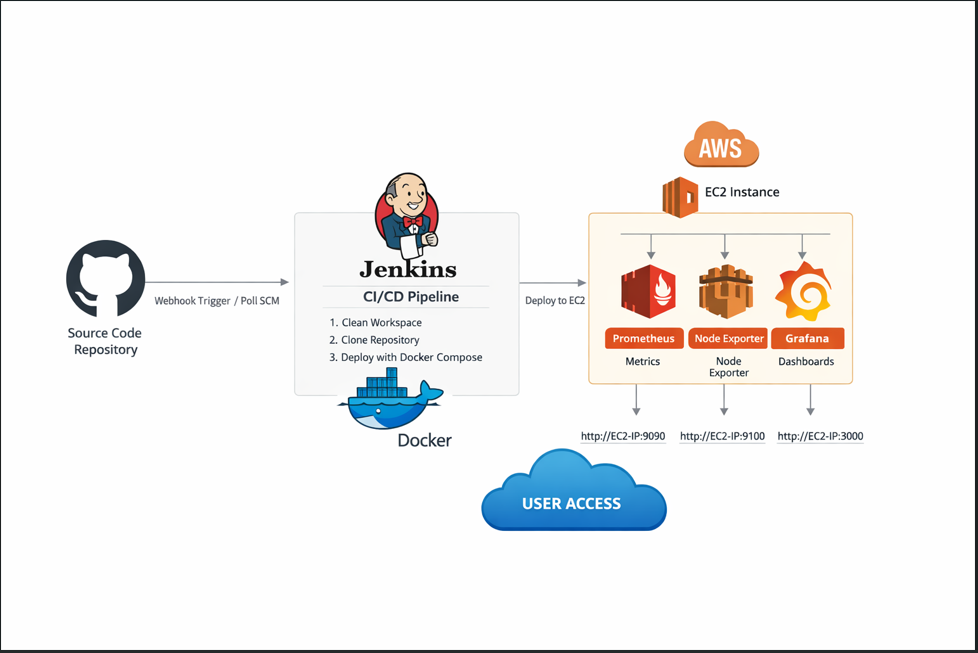 Source Code
Repository
Webhook Trigger / Poll SCM
Jenkins
CI/CD Pipeline
1. Clean Workspace
2. Clone Repository
3. Deploy with Docker Compose
Docker
Deploy to EC2
AWS
EC2 Instance
Prometheus
Metrics
Node Exporter
Node
Exporter
Grafana
Dashboards
http://EC2-IP:9090
http://EC2-IP:9100
http://EC2-IP:3000
USER ACCESS